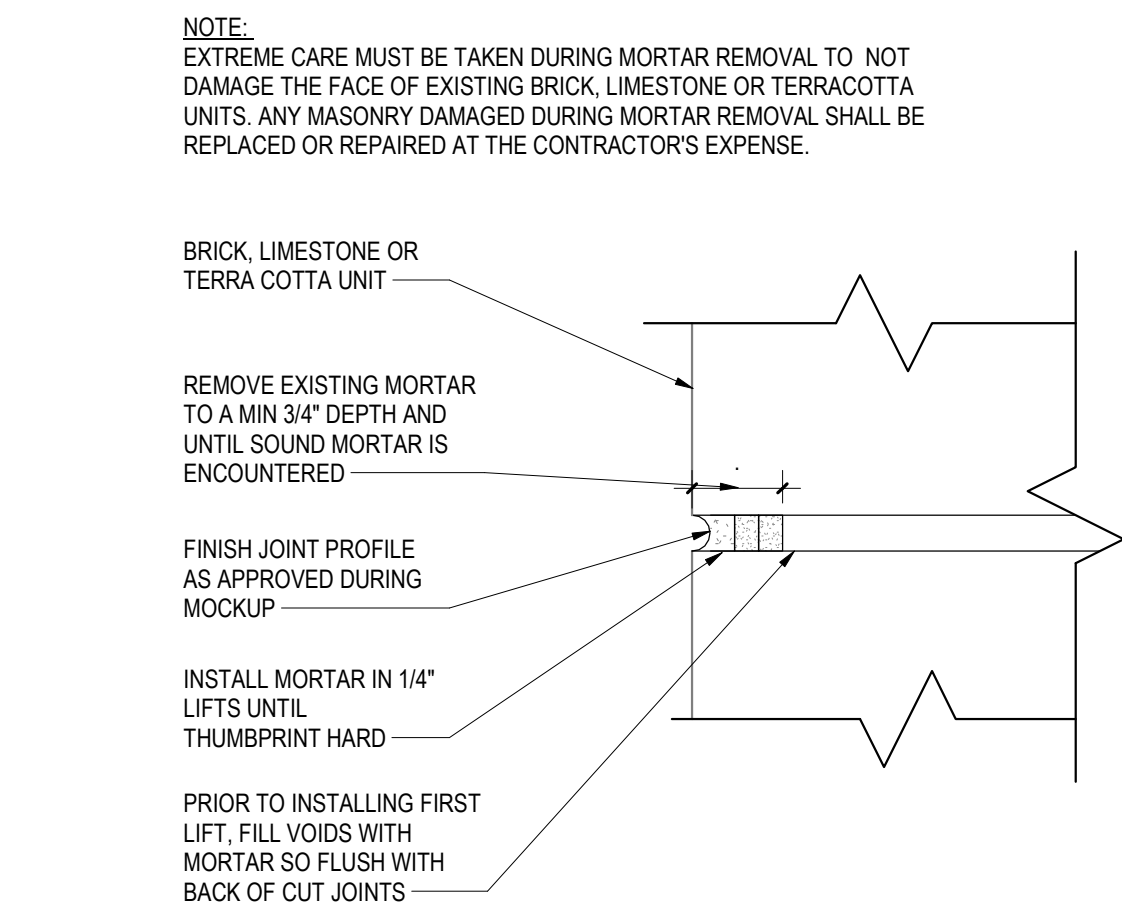 NOTE:
EXTREME CARE MUST BE TAKEN DURING MORTAR REMOVAL TO NOT
DAMAGE THE FACE OF EXISTING BRICK, LIMESTONE OR TERRACOTTA
UNITS. ANY MASONRY DAMAGED DURING MORTAR REMOVAL SHALL BE
REPLACED OR REPAIRED AT THE CONTRACTOR'S EXPENSE.
BRICK, LIMESTONE OR
TERRA COTTA UNIT
REMOVE EXISTING MORTAR
TO A MIN 3/4" DEPTH AND
UNTIL SOUND MORTAR IS
ENCOUNTERED
FINISH JOINT PROFILE
AS APPROVED DURING
MOCKUP
INSTALL MORTAR IN 1/4"
LIFTS UNTIL
THUMBPRINT HARD
PRIOR TO INSTALLING FIRST
LIFT, FILL VOIDS WITH
MORTAR SO FLUSH WITH
BACK OF CUT JOINTS